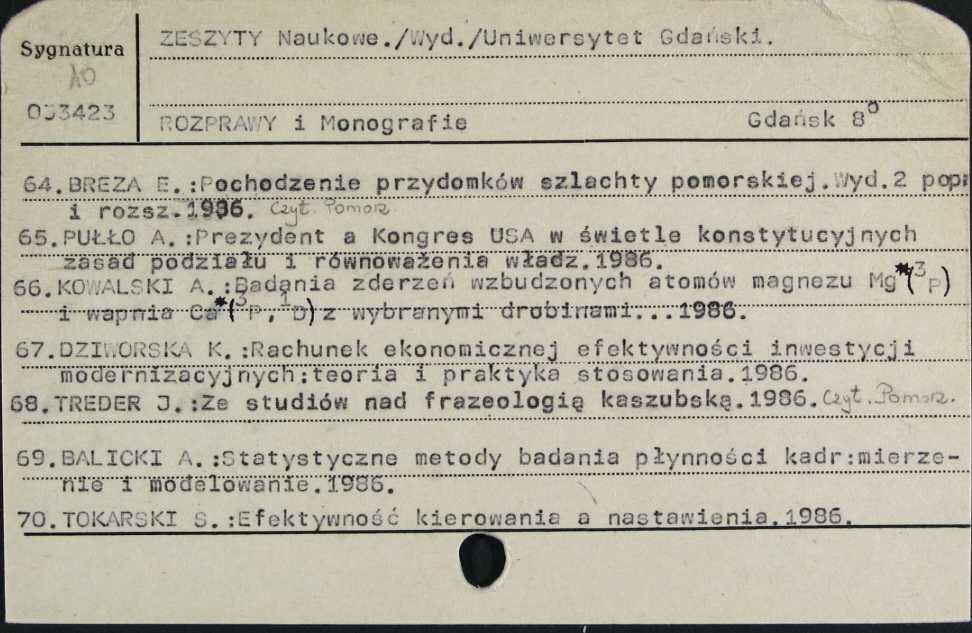 ZESZYTY Naukowe./Wyd./Uniwersytet Gdański.
Sygnatura
10
033423
ROZPRAWY i Monografie Gdańsk 8°
64. BREZA E.:Pochodzenie przydomków szlachty pomorskiej.Wyd.2 popr
i rozsz.1986. Czyt. Pomorz
65. PUŁŁO A.:Prezydent a Kongres USA w świetle konstytucyjnych
zasad podziału i równoważenia władz.1986.
66. KOWALSKI A.:Badania zderzeń wzbudzonych atomów magnezu Mg*(³P)
i wapnia Ca*(³P,¹D)z wybranymi drobinami...1986.
67. DZIWORSKA K.:Rachunek ekonomicznej efektywności inwestycji
modernizacyjnych:teoria i praktyka stosowania.1986.
68. TREDER J.:Ze studiów nad frazeologią kaszubską.1986. Czyt. Pomorz.
69. BALICKI A.:Statystyczne metody badania płynności kadr:mierze-
nie i modelowanie.1986.
70. TOKARSKI S.:Efektywność kierowania a nastawienia.1986.